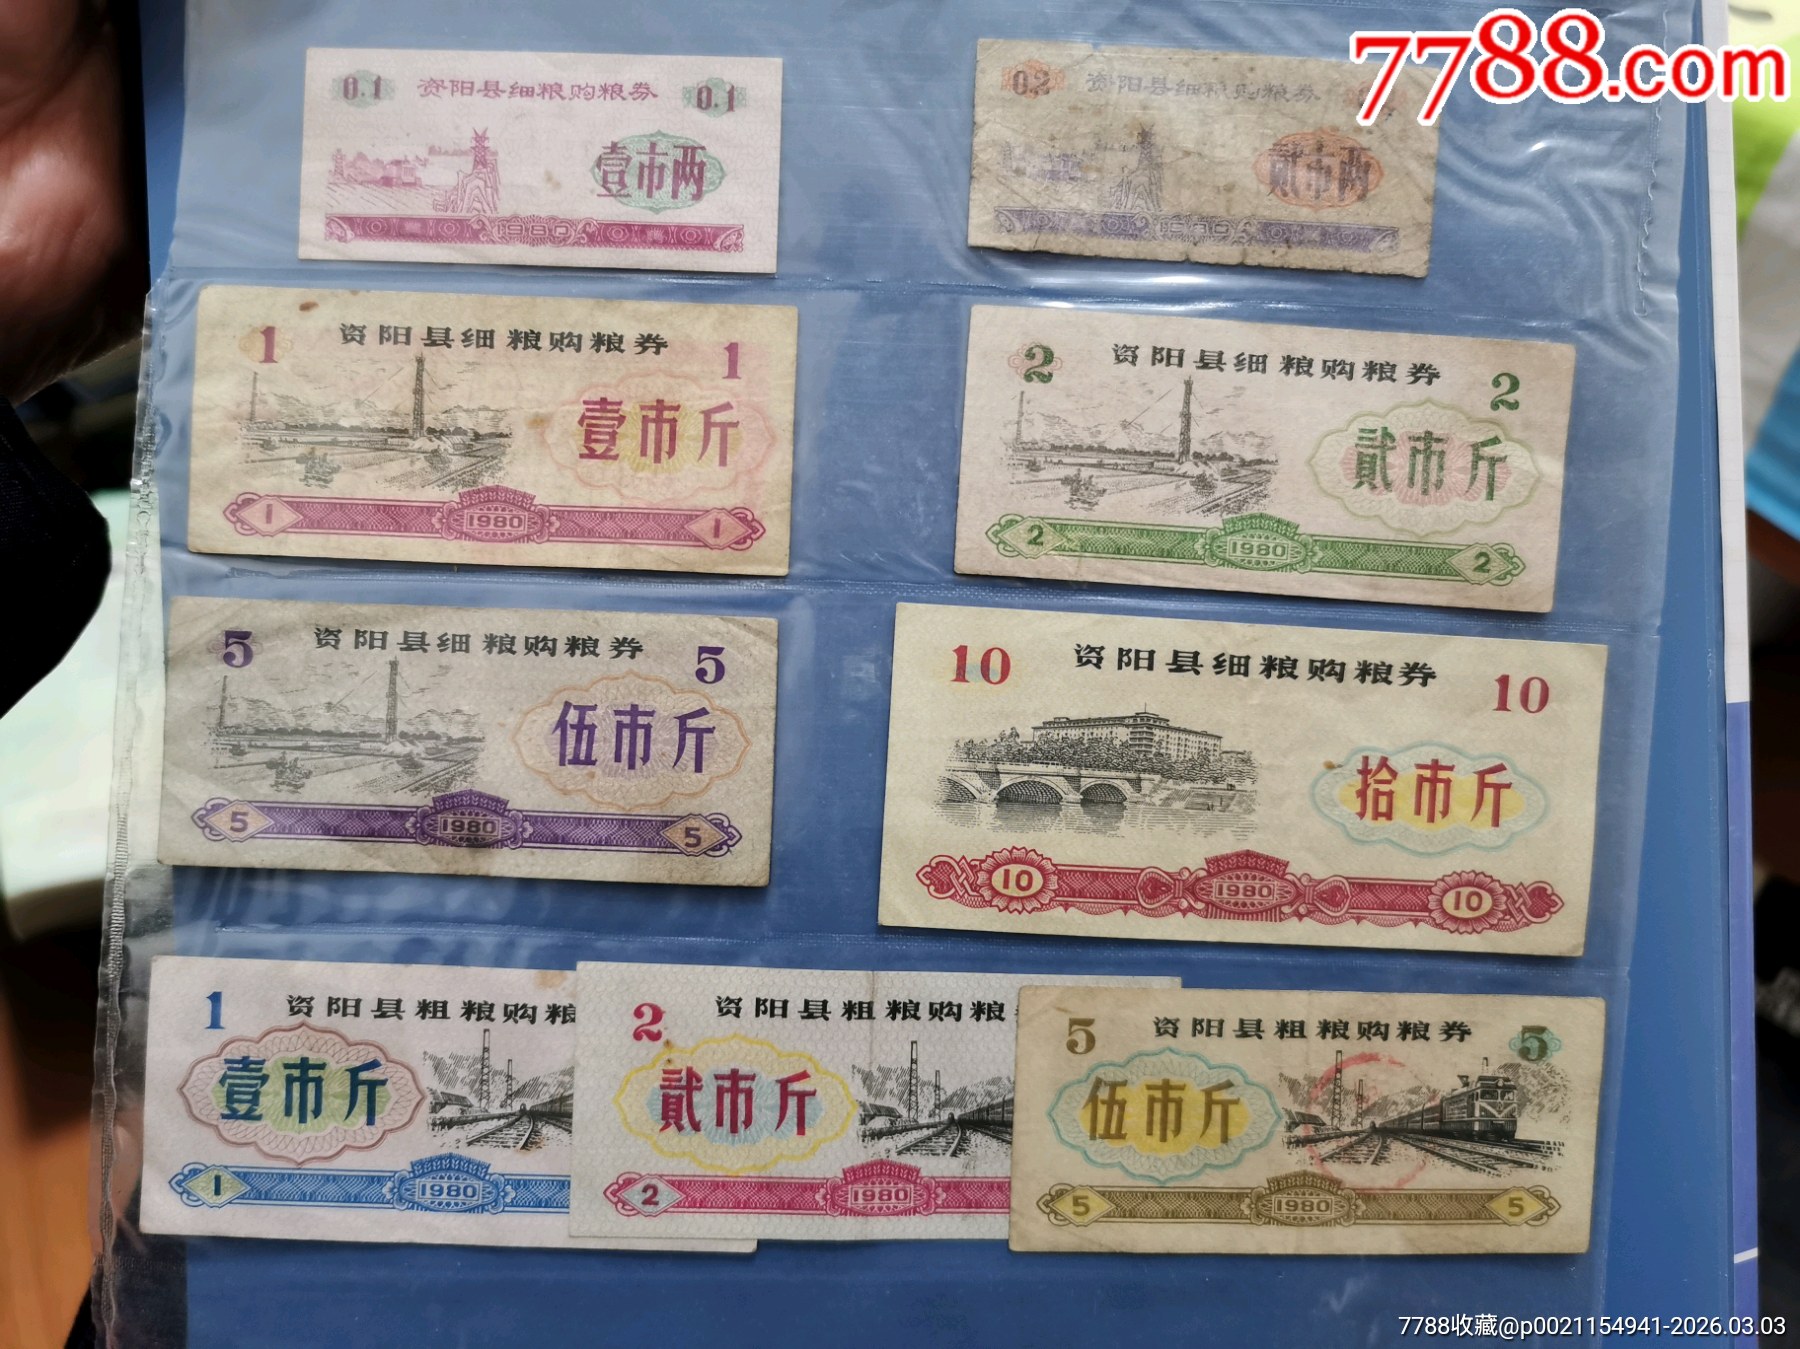 7788.com
0.1 资阳县细粮购粮券 0.1
壹市两
1980
0.2 资阳县细粮购粮券
贰市两
1980
1 资阳县细粮购粮券 1
壹市斤
1 1980 1
2 资阳县细粮购粮券 2
贰市斤
2 1980 2
5 资阳县细粮购粮券 5
伍市斤
5 1980 5
10 资阳县细粮购粮券 10
拾市斤
10 1980 10
1 资阳县粗粮购粮
壹市斤
1 1980
2 资阳县粗粮购粮
贰市斤
2 1980
5 资阳县粗粮购粮券 5
伍市斤
5 1980 5
7788收藏@p0021154941-2026.03.03